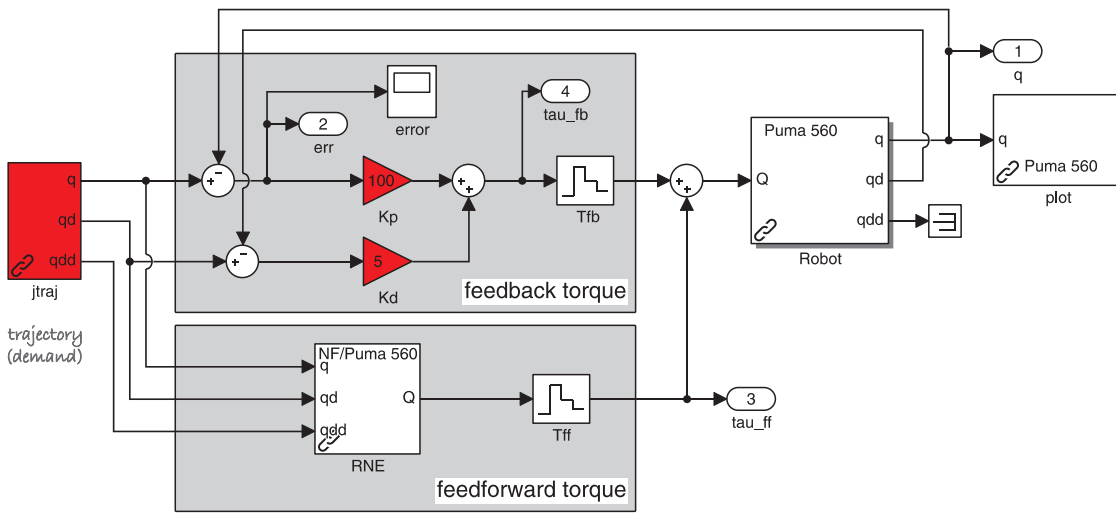 1
q
error
4
tau_fb
2
err
Puma 560
Q
q
qd
qdd
Robot
q
Puma 560
plot
q
qd
qdd
jtraj
trajectory
(demand)
+
−
100
Kp
+
+
Tfb
+
+
+
−
5
Kd
feedback torque
NF/Puma 560
q
qd
qdd
Q
RNE
Tff
3
tau_ff
feedforward torque